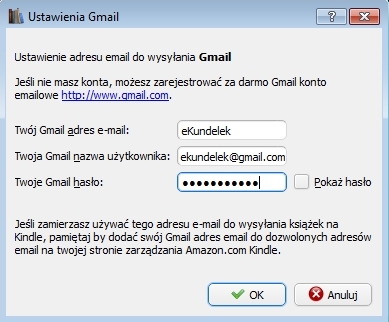 Ustawienia Gmail
Ustawienie adresu email do wysyłania Gmail
Jeśli nie masz konta, możesz zarejestrować za darmo Gmail konto
emailowe http://www.gmail.com.
Twój Gmail adres e-mail: eKundelek
Twoja Gmail nazwa użytkownika: ekundelek@gmail.com
Twoje Gmail hasło: ●●●●●●●●●●● Pokaż hasło
Jeśli zamierzasz używać tego adresu e-mail do wysyłania książek na
Kindle, pamiętaj by dodać swój Gmail adres email do dozwolonych adresów
email na twojej stronie zarządzania Amazon.com Kindle.
OK Anuluj